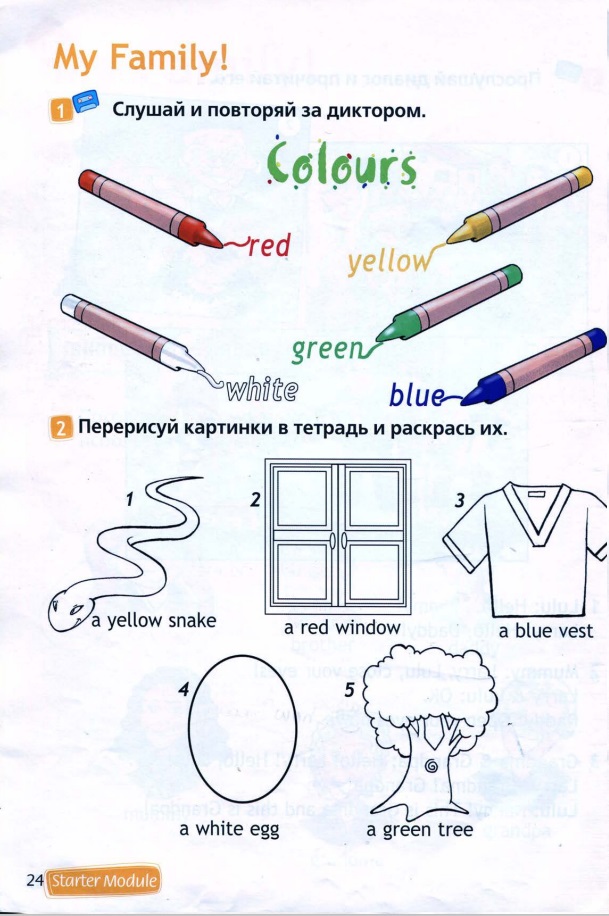 My Family!
1 Слушай и повторяй за диктором.
Colours
red
yellow
green
white
blue
2 Перерисуй картинки в тетрадь и раскрась их.
1
2
3
a yellow snake
a red window
a blue vest
4
5
a white egg
a green tree
24 Starter Module